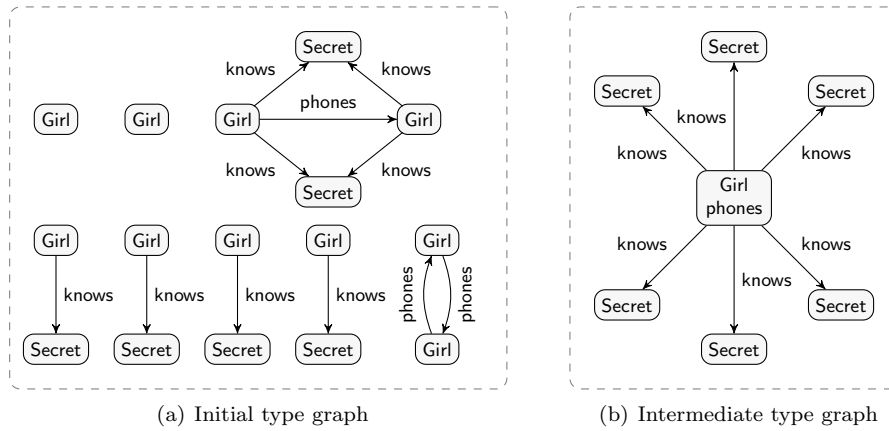 Secret
knows knows
phones
Girl Girl Girl Girl
knows knows
Secret
Girl Girl Girl Girl Girl
knows knows knows knows phones phones
Secret Secret Secret Secret Girl
(a) Initial type graph
Secret
Secret Secret
knows
knows knows
Girl
phones
knows knows
knows
Secret Secret
Secret
(b) Intermediate type graph